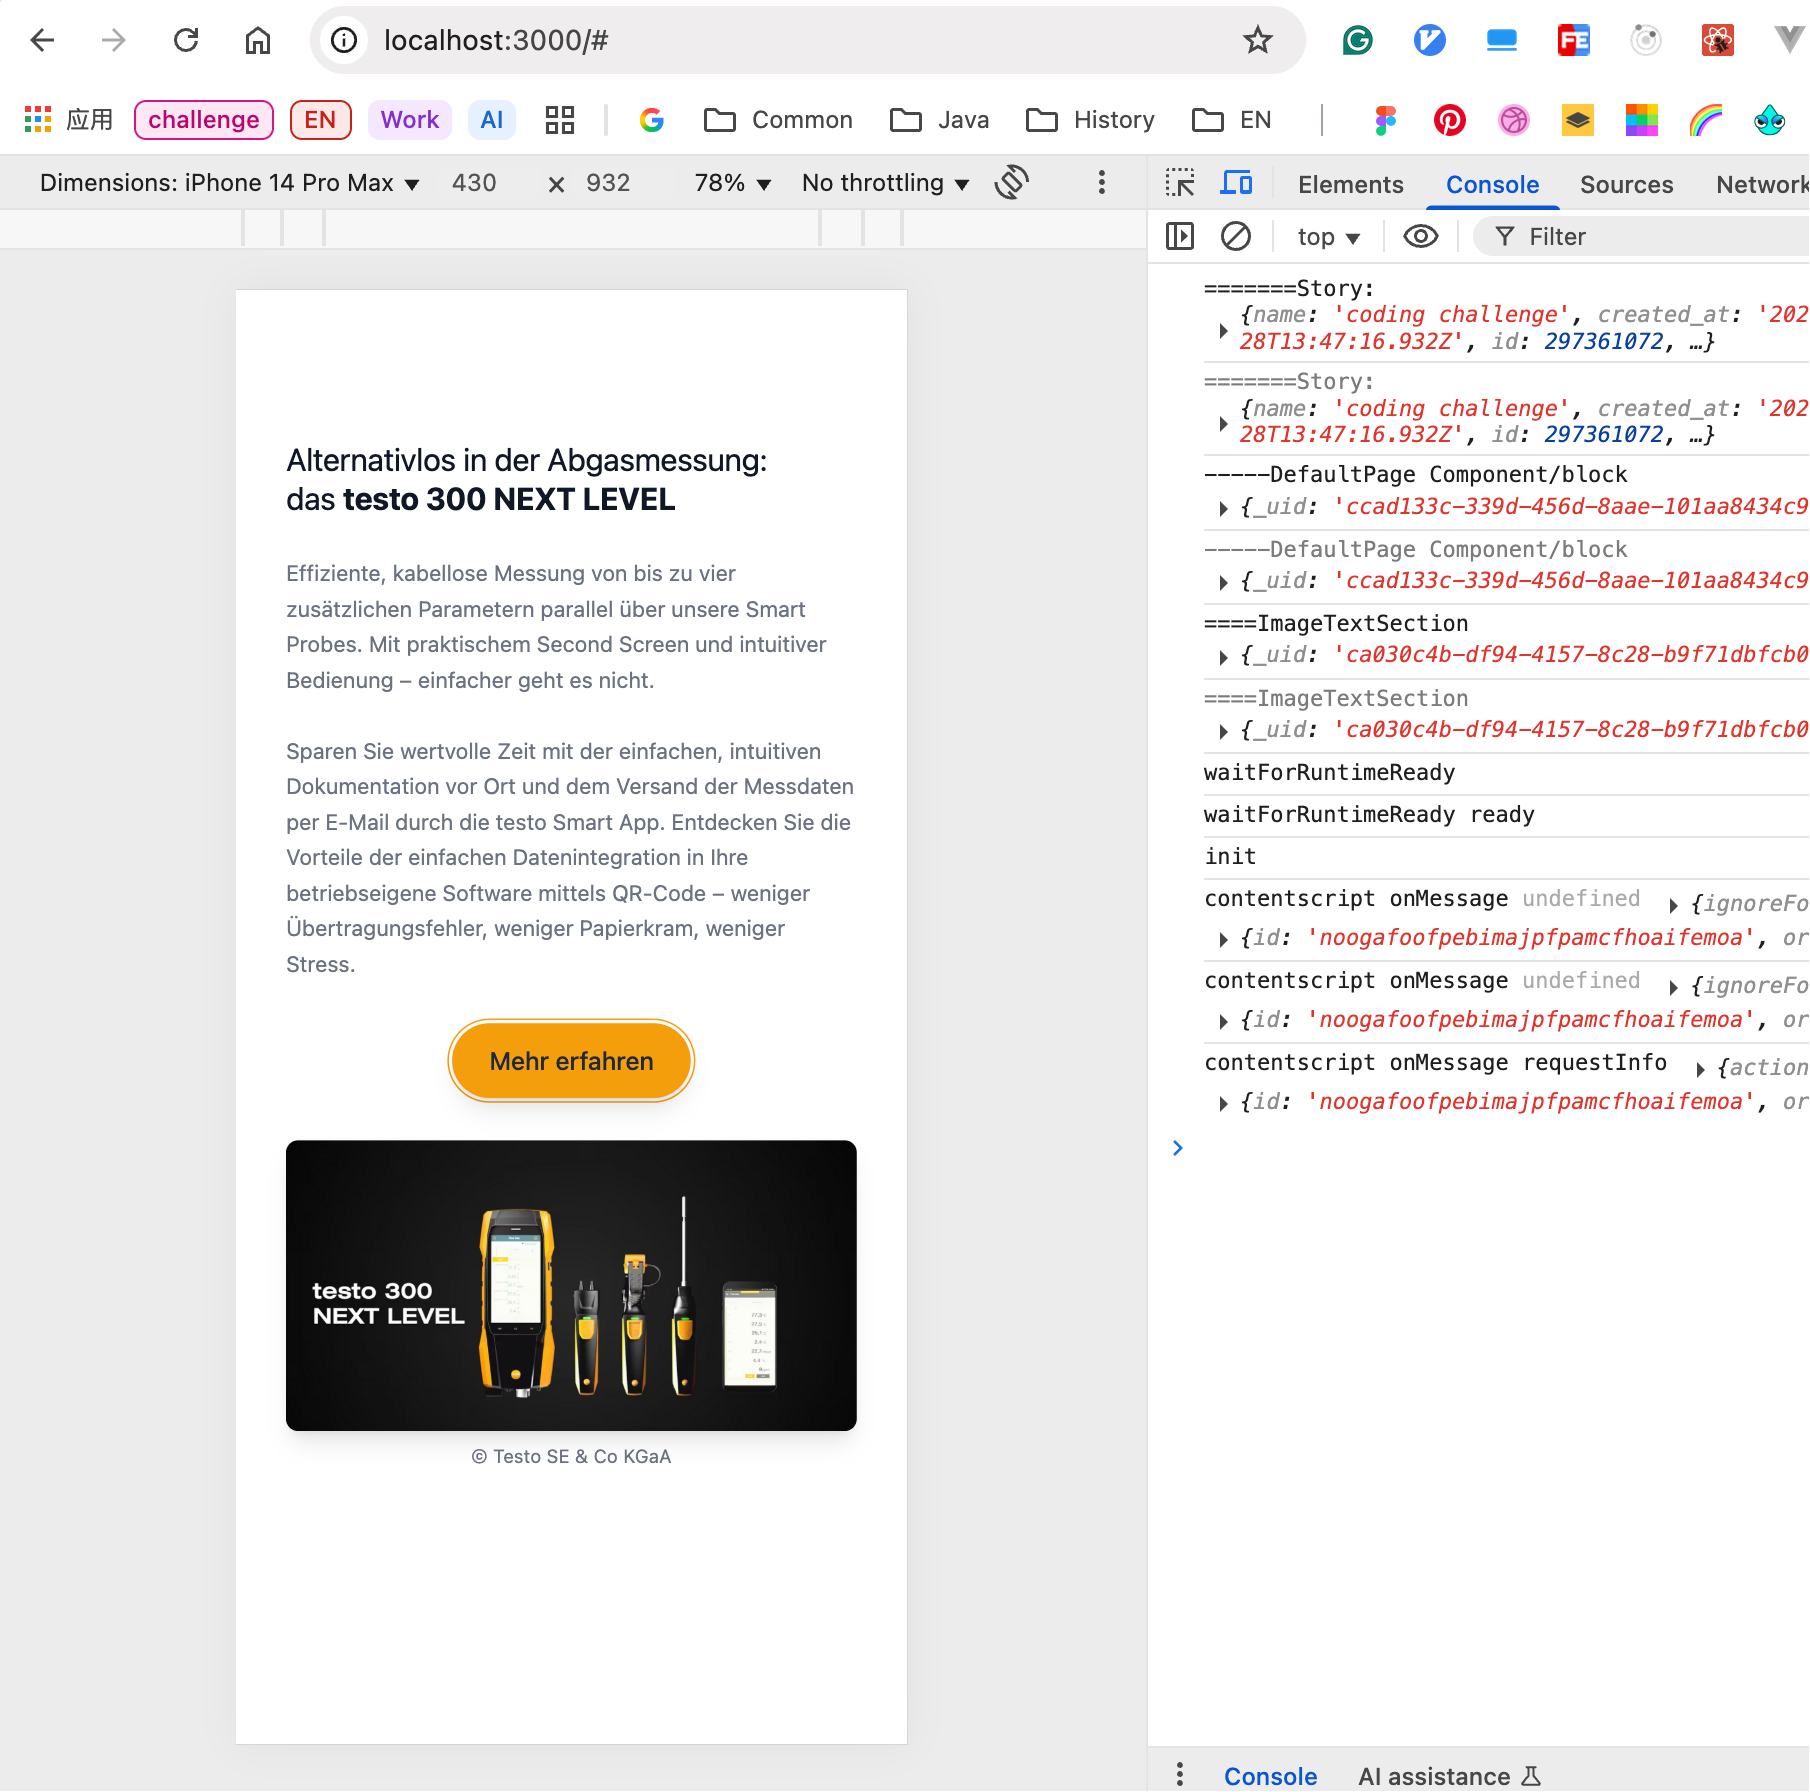 localhost:3000/#
应用 challenge EN Work AI Common Java History EN
Dimensions: iPhone 14 Pro Max 430 × 932 78% No throttling
Elements Console Sources Network
top Filter
Alternativlos in der Abgasmessung:
das testo 300 NEXT LEVEL
Effiziente, kabellose Messung von bis zu vier
zusätzlichen Parametern parallel über unsere Smart
Probes. Mit praktischem Second Screen und intuitiver
Bedienung – einfacher geht es nicht.
Sparen Sie wertvolle Zeit mit der einfachen, intuitiven
Dokumentation vor Ort und dem Versand der Messdaten
per E-Mail durch die testo Smart App. Entdecken Sie die
Vorteile der einfachen Datenintegration in Ihre
betriebseigene Software mittels QR-Code – weniger
Übertragungsfehler, weniger Papierkram, weniger
Stress.
Mehr erfahren
testo 300
NEXT LEVEL
© Testo SE & Co KGaA
=======Story:
{name: 'coding challenge', created_at: '202
28T13:47:16.932Z', id: 297361072, …}
=======Story:
{name: 'coding challenge', created_at: '202
28T13:47:16.932Z', id: 297361072, …}
-----DefaultPage Component/block
{_uid: 'ccad133c-339d-456d-8aae-101aa8434c9
-----DefaultPage Component/block
{_uid: 'ccad133c-339d-456d-8aae-101aa8434c9
====ImageTextSection
{_uid: 'ca030c4b-df94-4157-8c28-b9f71dbfcb0
====ImageTextSection
{_uid: 'ca030c4b-df94-4157-8c28-b9f71dbfcb0
waitForRuntimeReady
waitForRuntimeReady ready
init
contentscript onMessage undefined {ignoreFo
{id: 'noogafoofpebimajpfpamcfhoaifemoa', or
contentscript onMessage undefined {ignoreFo
{id: 'noogafoofpebimajpfpamcfhoaifemoa', or
contentscript onMessage requestInfo {action
{id: 'noogafoofpebimajpfpamcfhoaifemoa', or
Console AI assistance